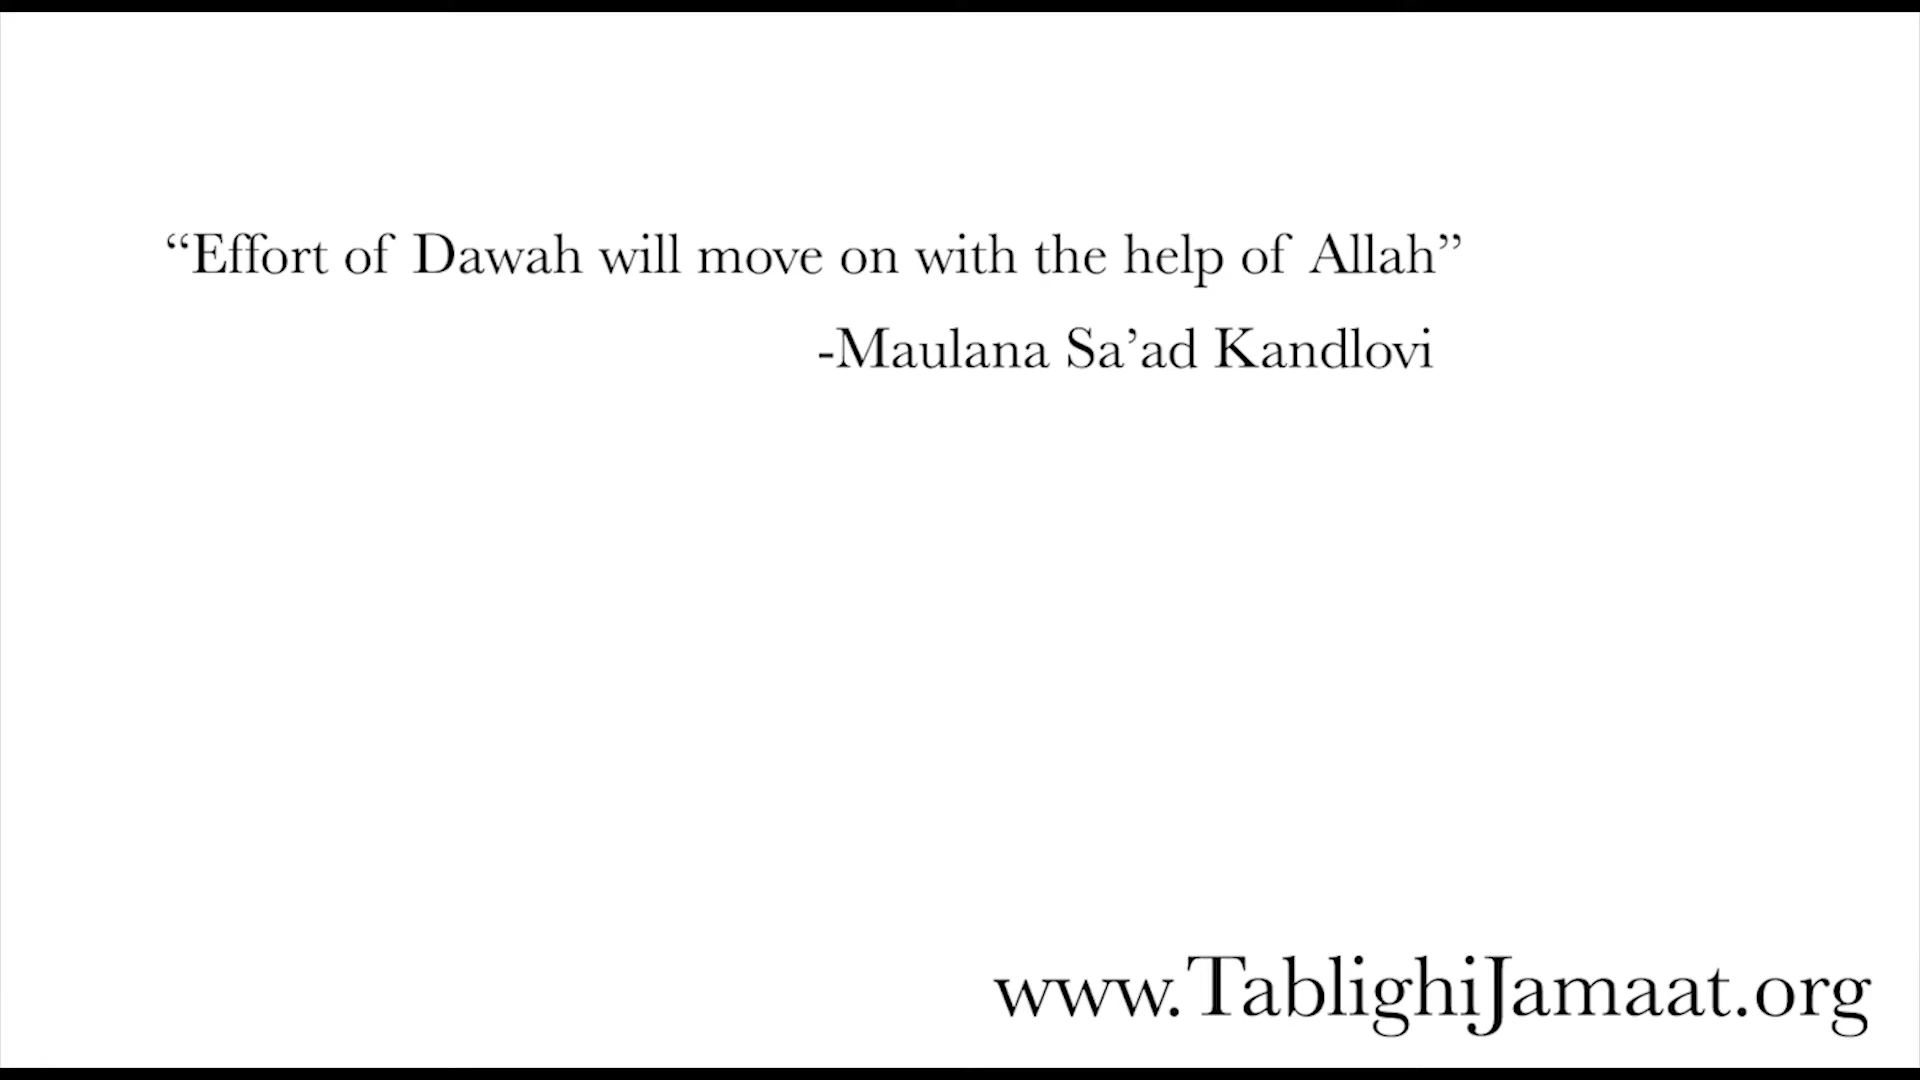 “Effort of Dawah will move on with the help of Allah”
-Maulana Sa’ad Kandlovi
www.TablighiJamaat.org